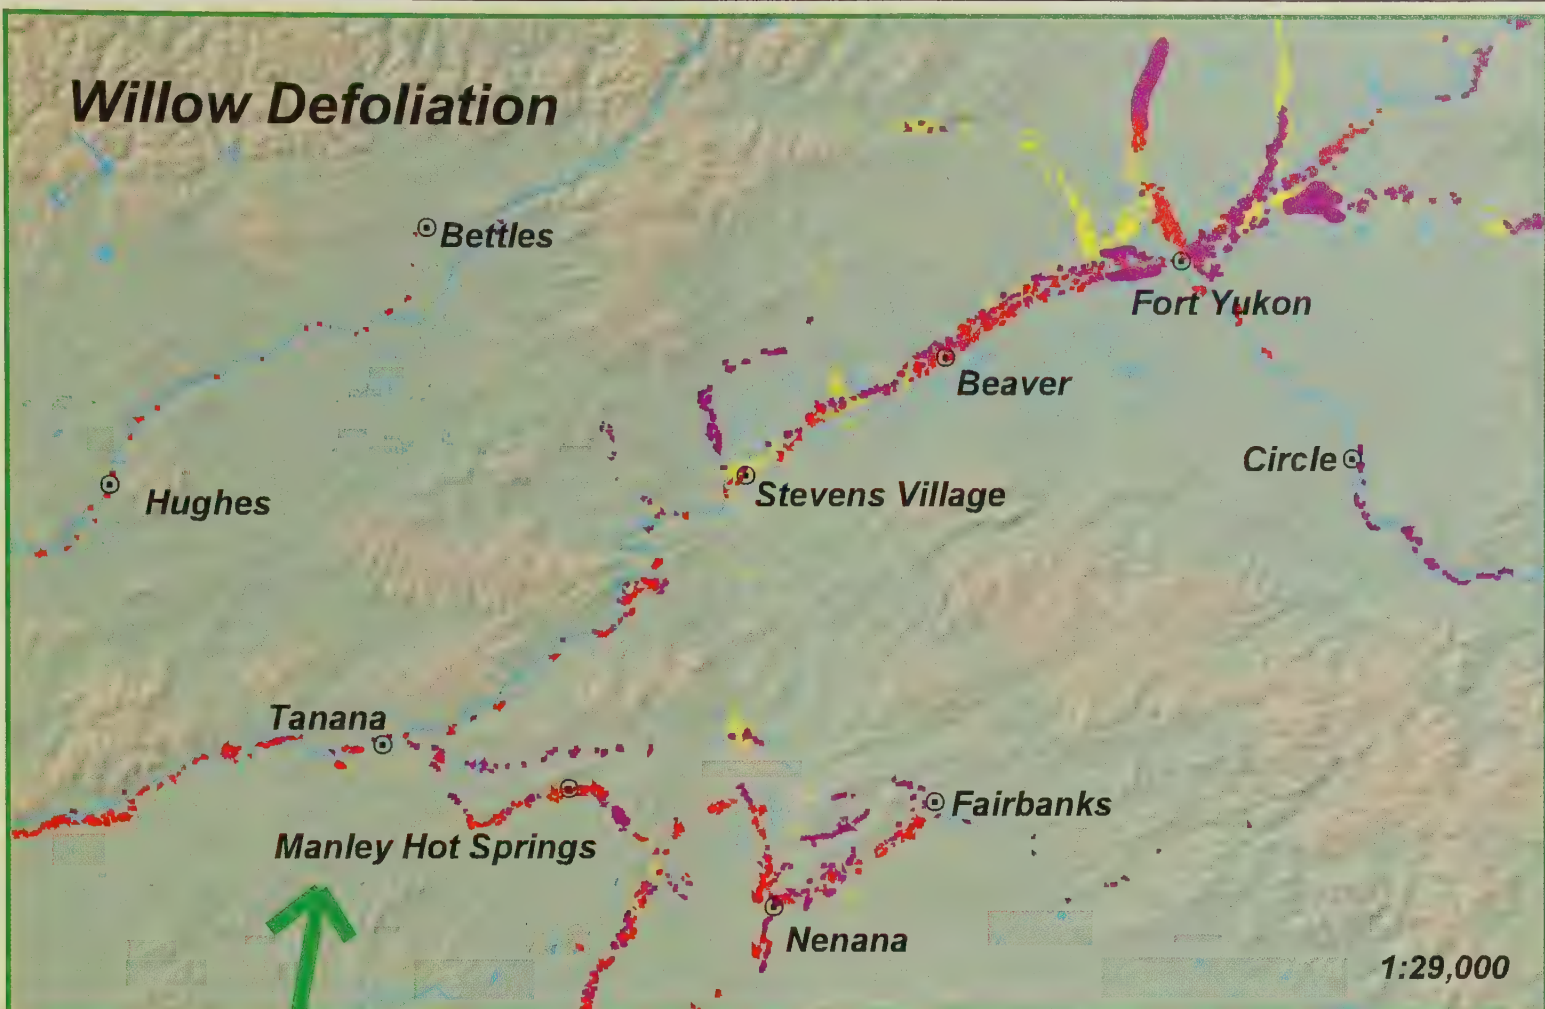 Willow Defoliation
Bettles
Fort Yukon
Beaver
Circle
Hughes
Stevens Village
Tanana
Fairbanks
Manley Hot Springs
Nenana
1:29,000